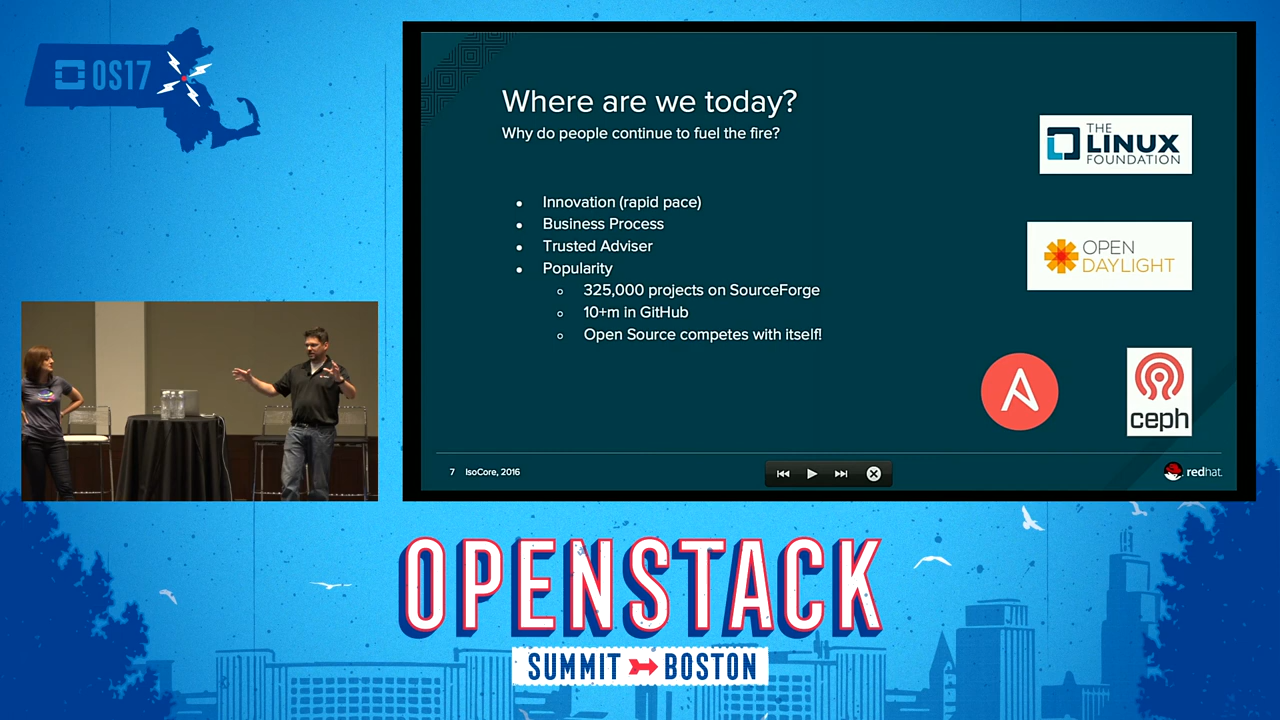 OS17
Where are we today?
Why do people continue to fuel the fire?
THE
LINUX
FOUNDATION
● Innovation (rapid pace)
● Business Process
● Trusted Adviser
● Popularity
○ 325,000 projects on SourceForge
○ 10+m in GitHub
○ Open Source competes with itself!
OPEN
DAYLIGHT
A
ceph
7 IsoCore, 2016
redhat.
OPENSTACK
SUMMIT BOSTON